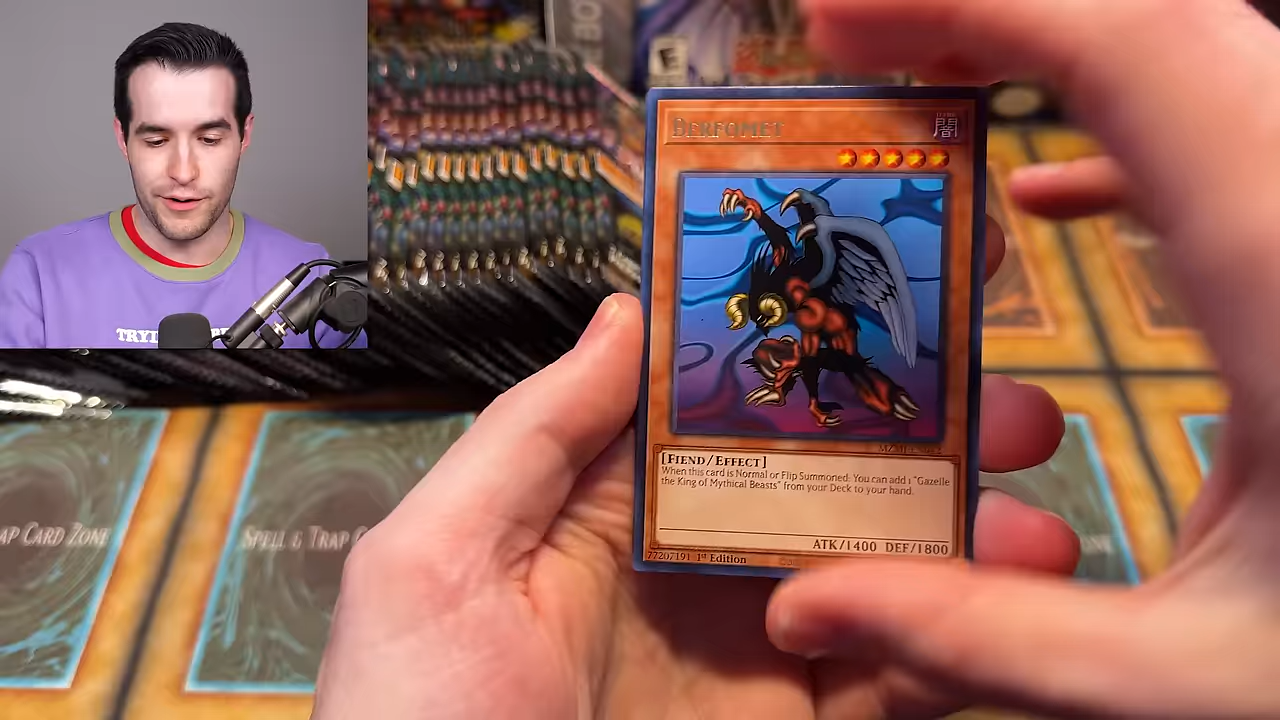 E
BERFOMET
DARK
闇
[FIEND/EFFECT]
When this card is Normal or Flip Summoned: You can add 1 "Gazelle
the King of Mythical Beasts" from your Deck to your hand.
ATK/1400 DEF/1800
77207191 1st Edition
AP CARD ZONE
SPELL & TRAP